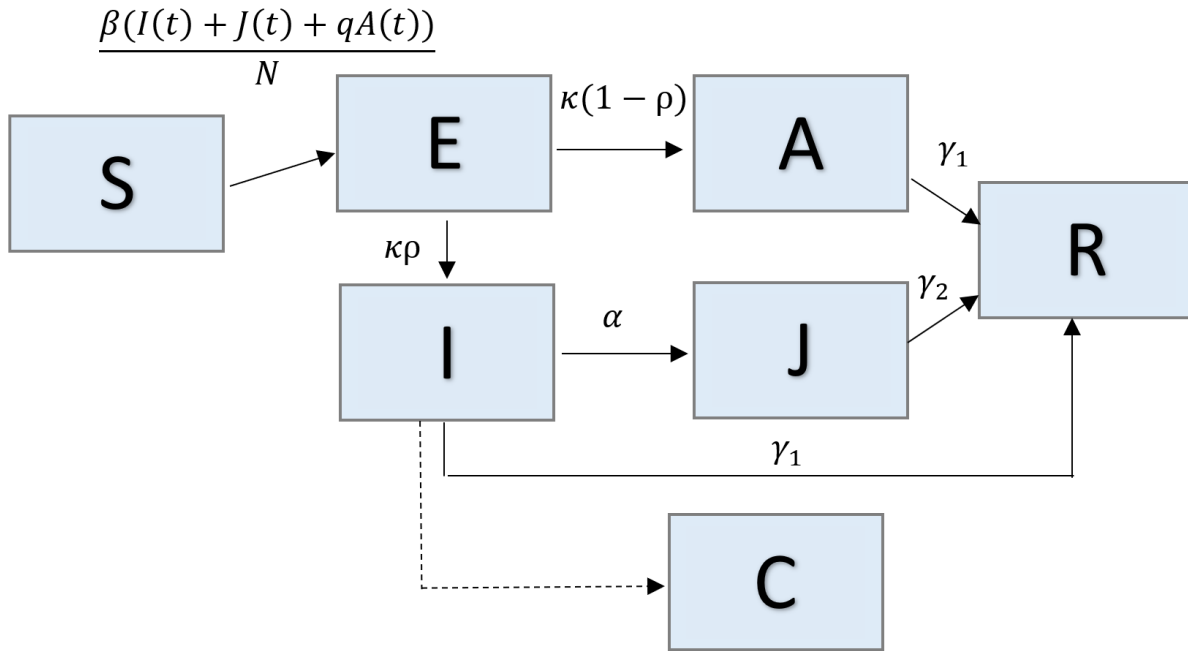 β(I(t) + J(t) + qA(t))
N
S
E
κ(1 − ρ)
A
γ₁
R
κρ
I
α
J
γ₂
γ₁
C